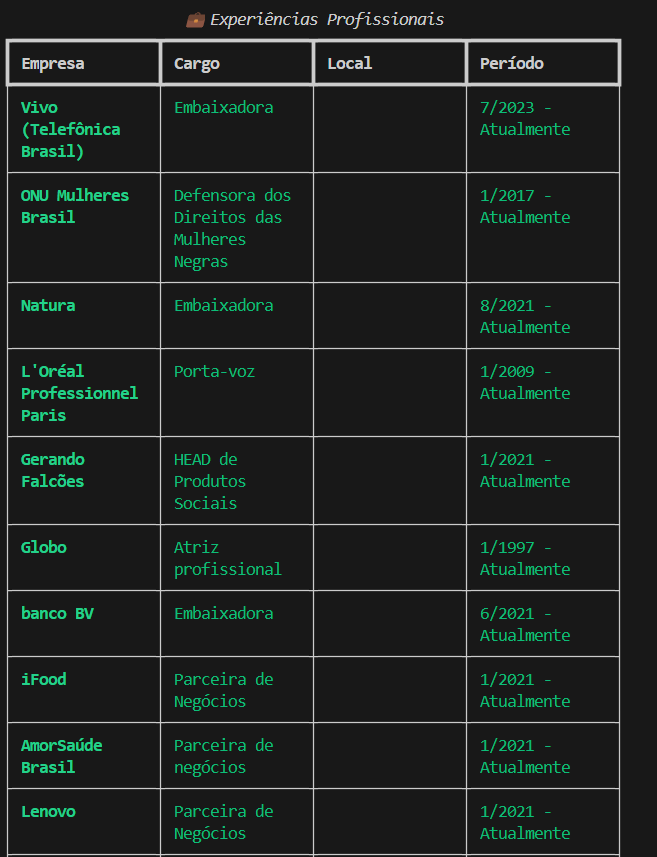 💼 Experiências Profissionais
Empresa Cargo Local Período
Vivo Embaixadora 7/2023 -
(Telefônica Atualmente
Brasil)
ONU Mulheres Defensora dos 1/2017 -
Brasil Direitos das Atualmente
Mulheres
Negras
Natura Embaixadora 8/2021 -
Atualmente
L'Oréal Porta-voz 1/2009 -
Professionnel Atualmente
Paris
Gerando HEAD de 1/2021 -
Falcões Produtos Atualmente
Sociais
Globo Atriz 1/1997 -
profissional Atualmente
banco BV Embaixadora 6/2021 -
Atualmente
iFood Parceira de 1/2021 -
Negócios Atualmente
AmorSaúde Parceira de 1/2021 -
Brasil negócios Atualmente
Lenovo Parceira de 1/2021 -
Negócios Atualmente